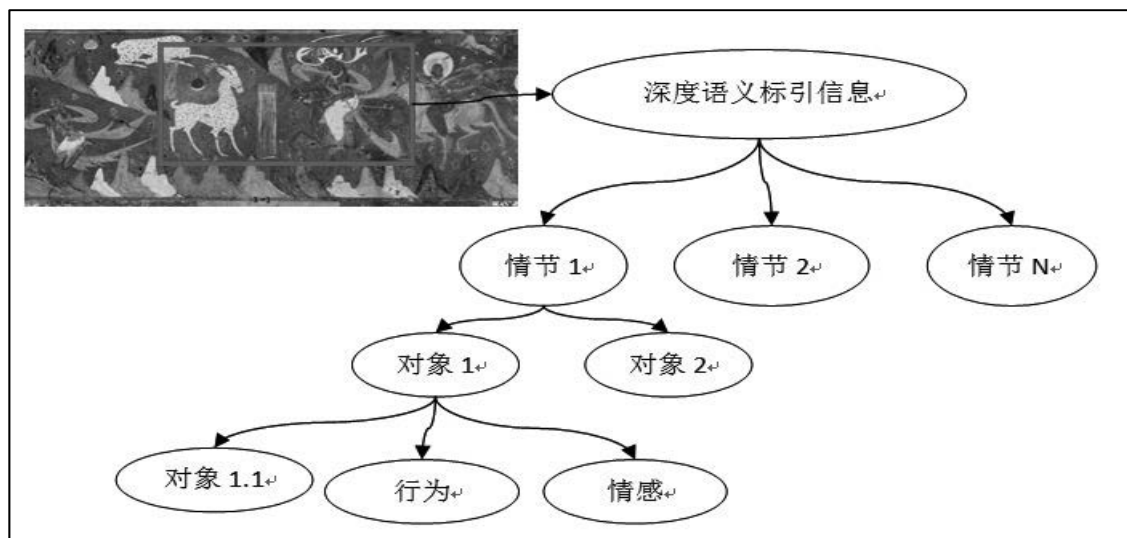 深度语义标引信息↵
情节 1↵
情节 2↵
情节 N↵
对象 1↵
对象 2↵
对象 1.1↵
行为↵
情感↵